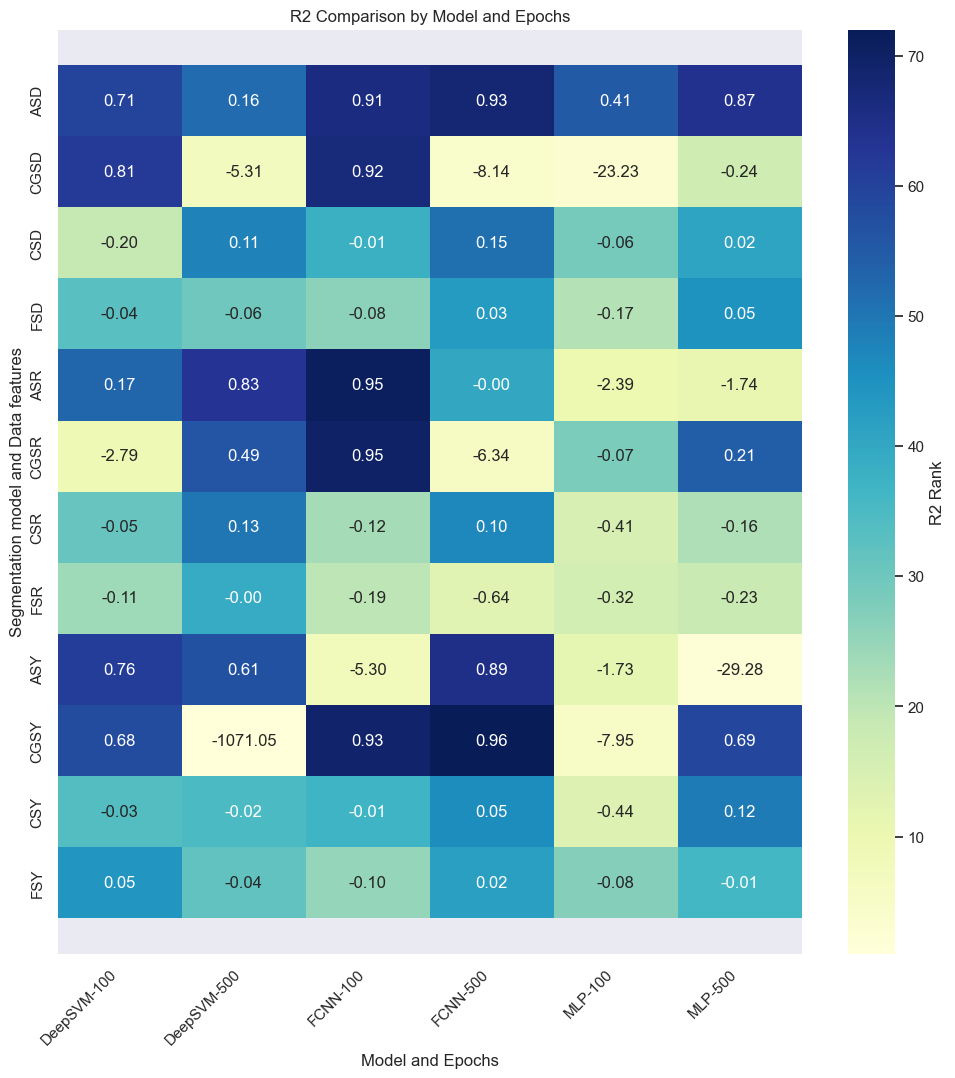 R2 Comparison by Model and Epochs
ASD 0.71 0.16 0.91 0.93 0.41 0.87
CGSD 0.81 -5.31 0.92 -8.14 -23.23 -0.24
CSD -0.20 0.11 -0.01 0.15 -0.06 0.02
FSD -0.04 -0.06 -0.08 0.03 -0.17 0.05
ASR 0.17 0.83 0.95 -0.00 -2.39 -1.74
CGSR -2.79 0.49 0.95 -6.34 -0.07 0.21
CSR -0.05 0.13 -0.12 0.10 -0.41 -0.16
FSR -0.11 -0.00 -0.19 -0.64 -0.32 -0.23
ASY 0.76 0.61 -5.30 0.89 -1.73 -29.28
CGSY 0.68 -1071.05 0.93 0.96 -7.95 0.69
CSY -0.03 -0.02 -0.01 0.05 -0.44 0.12
FSY 0.05 -0.04 -0.10 0.02 -0.08 -0.01
Segmentation model and Data features
DeepSVM-100 DeepSVM-500 FCNN-100 FCNN-500 MLP-100 MLP-500
Model and Epochs
70
60
50
40
30
20
10
R2 Rank